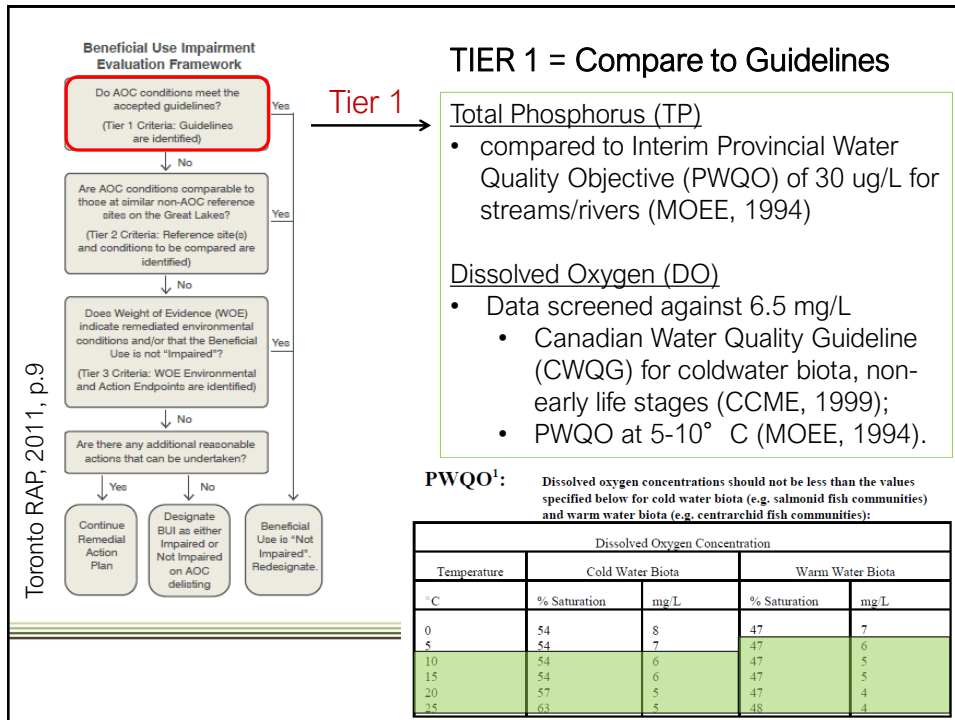 Beneficial Use Impairment
Evaluation Framework
Do AOC conditions meet the
accepted guidelines?
(Tier 1 Criteria: Guidelines
are identified)
Yes
No
Are AOC conditions comparable to
those at similar non-AOC reference
sites on the Great Lakes?
(Tier 2 Criteria: Reference site(s)
and conditions to be compared are
identified)
Yes
No
Does Weight of Evidence (WOE)
indicate remediated environmental
conditions and/or that the Beneficial
Use is not “Impaired”?
(Tier 3 Criteria: WOE Environmental
and Action Endpoints are identified)
Yes
No
Are there any additional reasonable
actions that can be undertaken?
Yes
No
Continue
Remedial
Action
Plan
Designate
BUI as either
Impaired or
Not Impaired
on AOC
delisting
Beneficial
Use is “Not
Impaired”.
Redesignate.
Toronto RAP, 2011, p.9
Tier 1
TIER 1 = Compare to Guidelines
Total Phosphorus (TP)
• compared to Interim Provincial Water
Quality Objective (PWQO) of 30 ug/L for
streams/rivers (MOEE, 1994)
Dissolved Oxygen (DO)
• Data screened against 6.5 mg/L
• Canadian Water Quality Guideline
(CWQG) for coldwater biota, non-
early life stages (CCME, 1999);
• PWQO at 5-10° C (MOEE, 1994).
PWQO¹: Dissolved oxygen concentrations should not be less than the values
specified below for cold water biota (e.g. salmonid fish communities)
and warm water biota (e.g. centrarchid fish communities):
Dissolved Oxygen Concentration
Temperature Cold Water Biota Warm Water Biota
°C % Saturation mg/L % Saturation mg/L
0 54 8 47 7
5 54 7 47 6
10 54 6 47 5
15 54 6 47 5
20 57 5 47 4
25 63 5 48 4